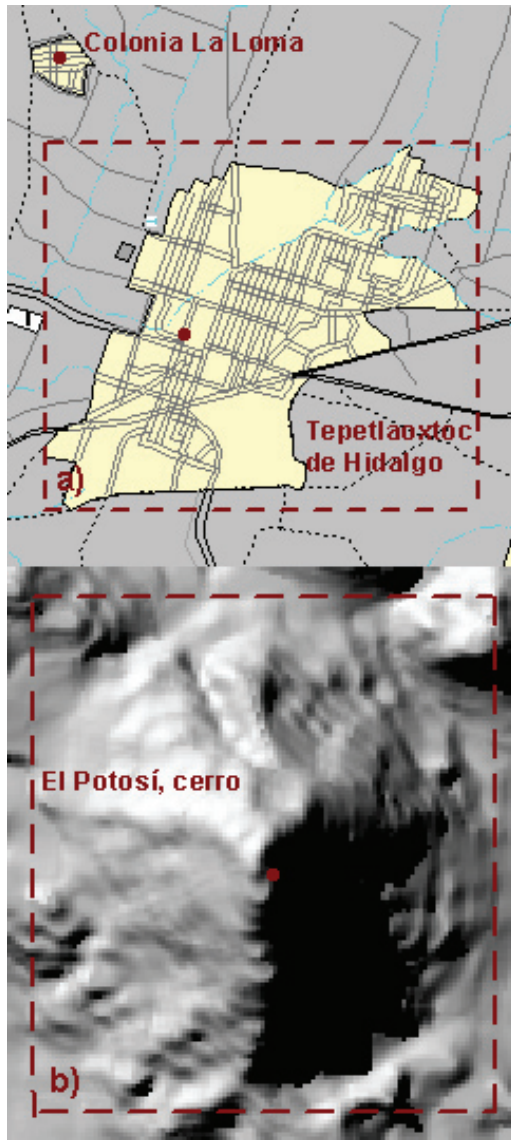 Colonia La Loma
Tepetlaoxtoc
de Hidalgo
a)
El Potosí, cerro
b)